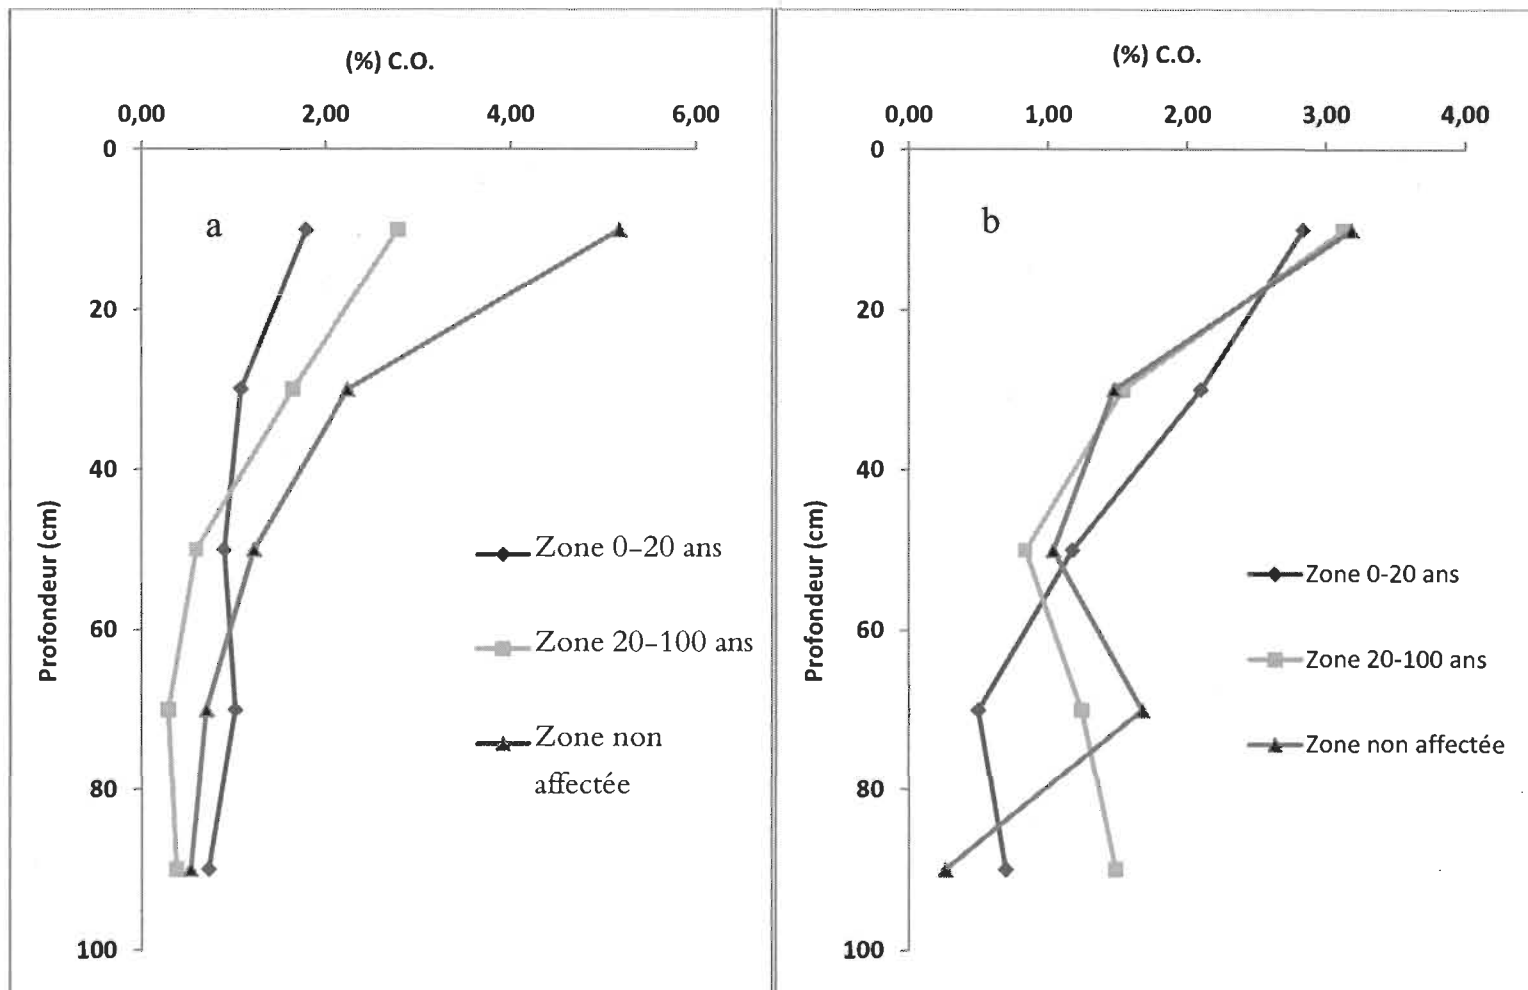 (%) C.O.
0,00 2,00 4,00 6,00
0
20
40
60
80
100
Profondeur (cm)
a
Zone 0–20 ans
Zone 20–100 ans
Zone non
affectée
(%) C.O.
0,00 1,00 2,00 3,00 4,00
0
20
40
60
80
100
Profondeur (cm)
b
Zone 0-20 ans
Zone 20-100 ans
Zone non affectée